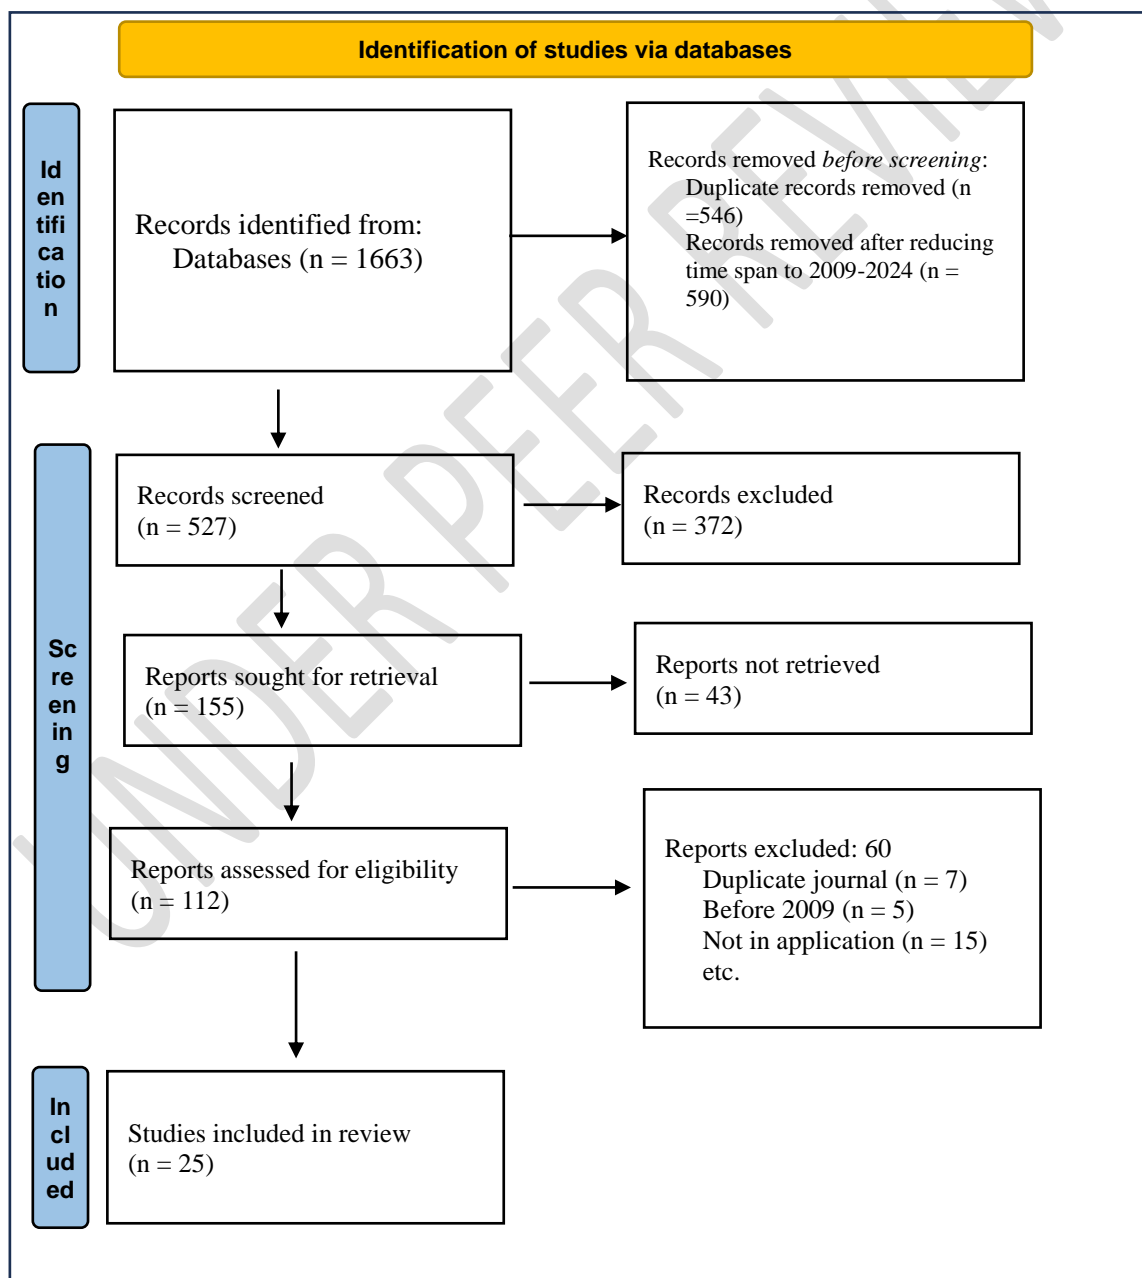 Identification of studies via databases
Id
en
tifi
ca
tio
n
Records identified from:
Databases (n = 1663)
Records removed before screening:
Duplicate records removed (n
=546)
Records removed after reducing
time span to 2009-2024 (n =
590)
Sc
re
en
in
g
Records screened
(n = 527)
Records excluded
(n = 372)
Reports sought for retrieval
(n = 155)
Reports not retrieved
(n = 43)
Reports assessed for eligibility
(n = 112)
Reports excluded: 60
Duplicate journal (n = 7)
Before 2009 (n = 5)
Not in application (n = 15)
etc.
In
cl
ud
ed
Studies included in review
(n = 25)
UNDER PEER REVIEW